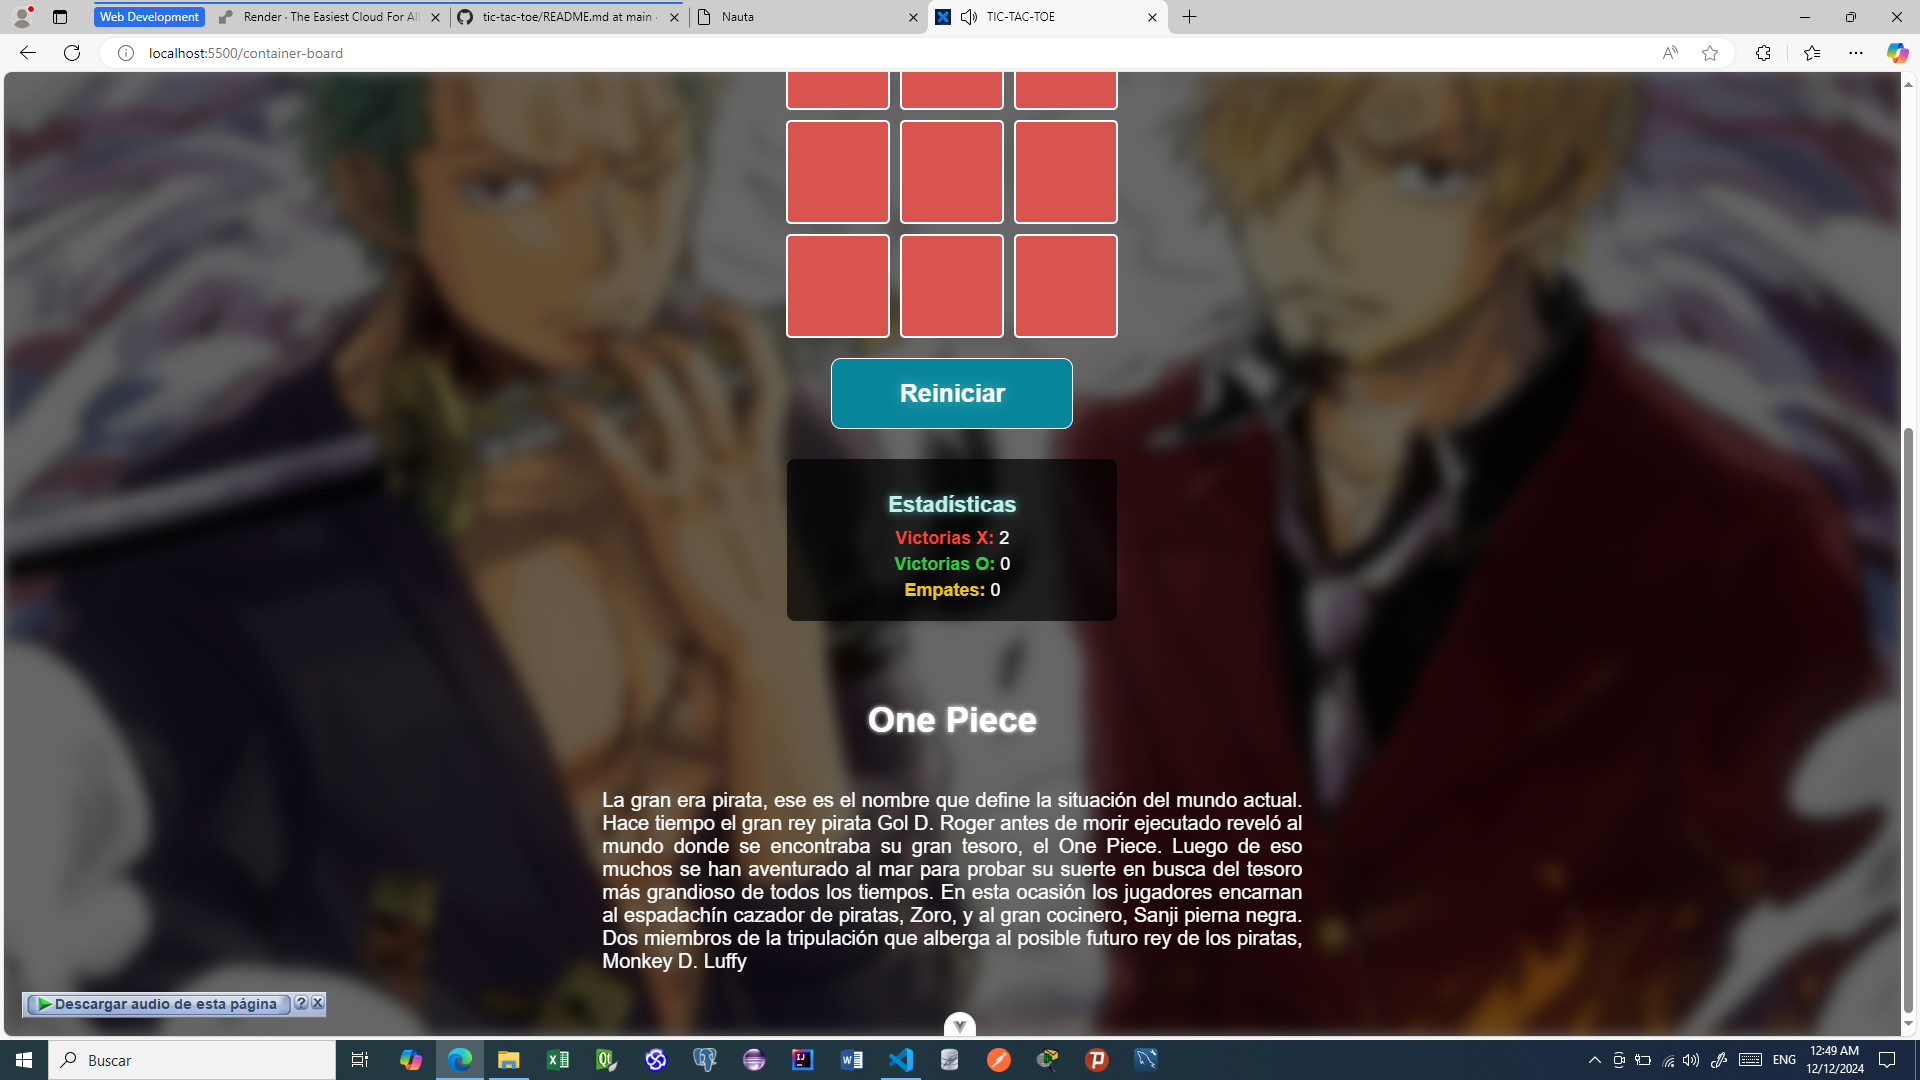 Web Development
Render · The Easiest Cloud For All
tic-tac-toe/README.md at main ·
Nauta
TIC-TAC-TOE
localhost:5500/container-board
Reiniciar
Estadísticas
Victorias X: 2
Victorias O: 0
Empates: 0
One Piece
La gran era pirata, ese es el nombre que define la situación del mundo actual.
Hace tiempo el gran rey pirata Gol D. Roger antes de morir ejecutado reveló al
mundo donde se encontraba su gran tesoro, el One Piece. Luego de eso
muchos se han aventurado al mar para probar su suerte en busca del tesoro
más grandioso de todos los tiempos. En esta ocasión los jugadores encarnan
al espadachín cazador de piratas, Zoro, y al gran cocinero, Sanji pierna negra.
Dos miembros de la tripulación que alberga al posible futuro rey de los piratas,
Monkey D. Luffy
Descargar audio de esta página ? X
Buscar
ENG
12:49 AM
12/12/2024